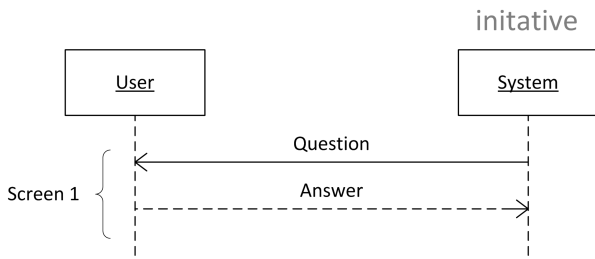 initative
User
System
Question
Answer
Screen 1